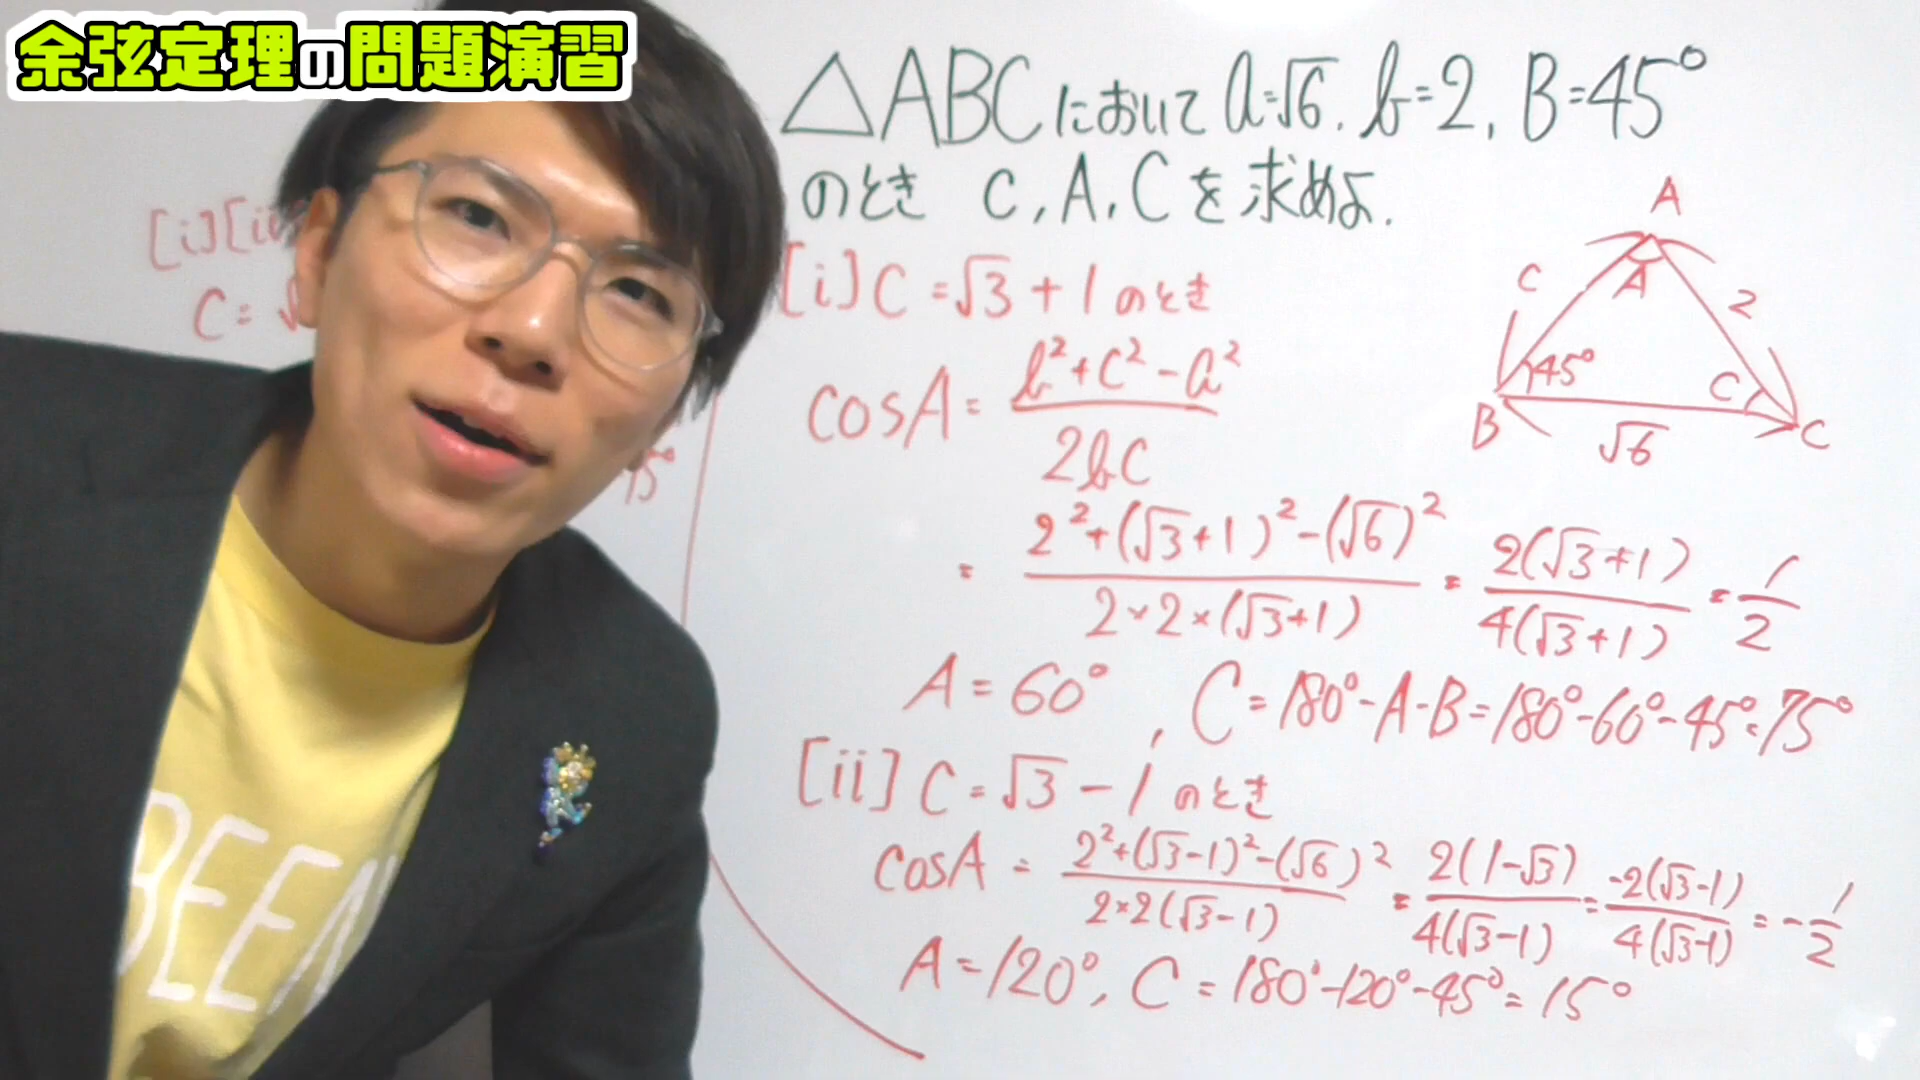 余弦定理の問題演習
△ABCにおいて a=√6, b=2, B=45°
のとき c, A, C を求めよ.
[i] c=√3+1のとき
cosA = (b²+c²-a²)/(2bc)
= (2²+(√3+1)²-(√6)²)/(2×2×(√3+1)) = (2(√3+1))/(4(√3+1)) = 1/2
A=60°, C=180°-A-B=180°-60°-45°=75°
[ii] c=√3-1のとき
cosA = (2²+(√3-1)²-(√6)²)/(2×2(√3-1)) = (2(1-√3))/(4(√3-1)) = (-2(√3-1))/(4(√3-1)) = -1/2
A=120°, C=180°-120°-45°=15°
A
c
A
2
45°
C
B
√6
C
[i][ii
c=√
BEEN